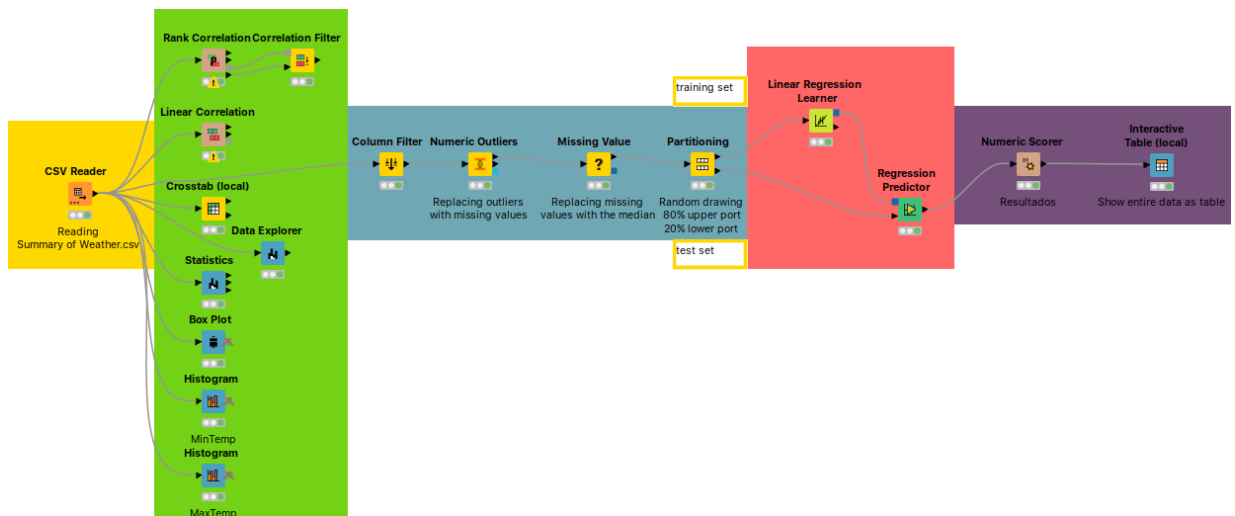 Rank Correlation
Correlation Filter
Linear Correlation
CSV Reader
Reading
Summary of Weather.csv
Crosstab (local)
Data Explorer
Statistics
Box Plot
Histogram
MinTemp
Histogram
MaxTemp
Column Filter
Numeric Outliers
Replacing outliers
with missing values
Missing Value
Replacing missing
values with the median
Partitioning
Random drawing
80% upper port
20% lower port
training set
test set
Linear Regression
Learner
Regression
Predictor
Numeric Scorer
Resultados
Interactive
Table (local)
Show entire data as table